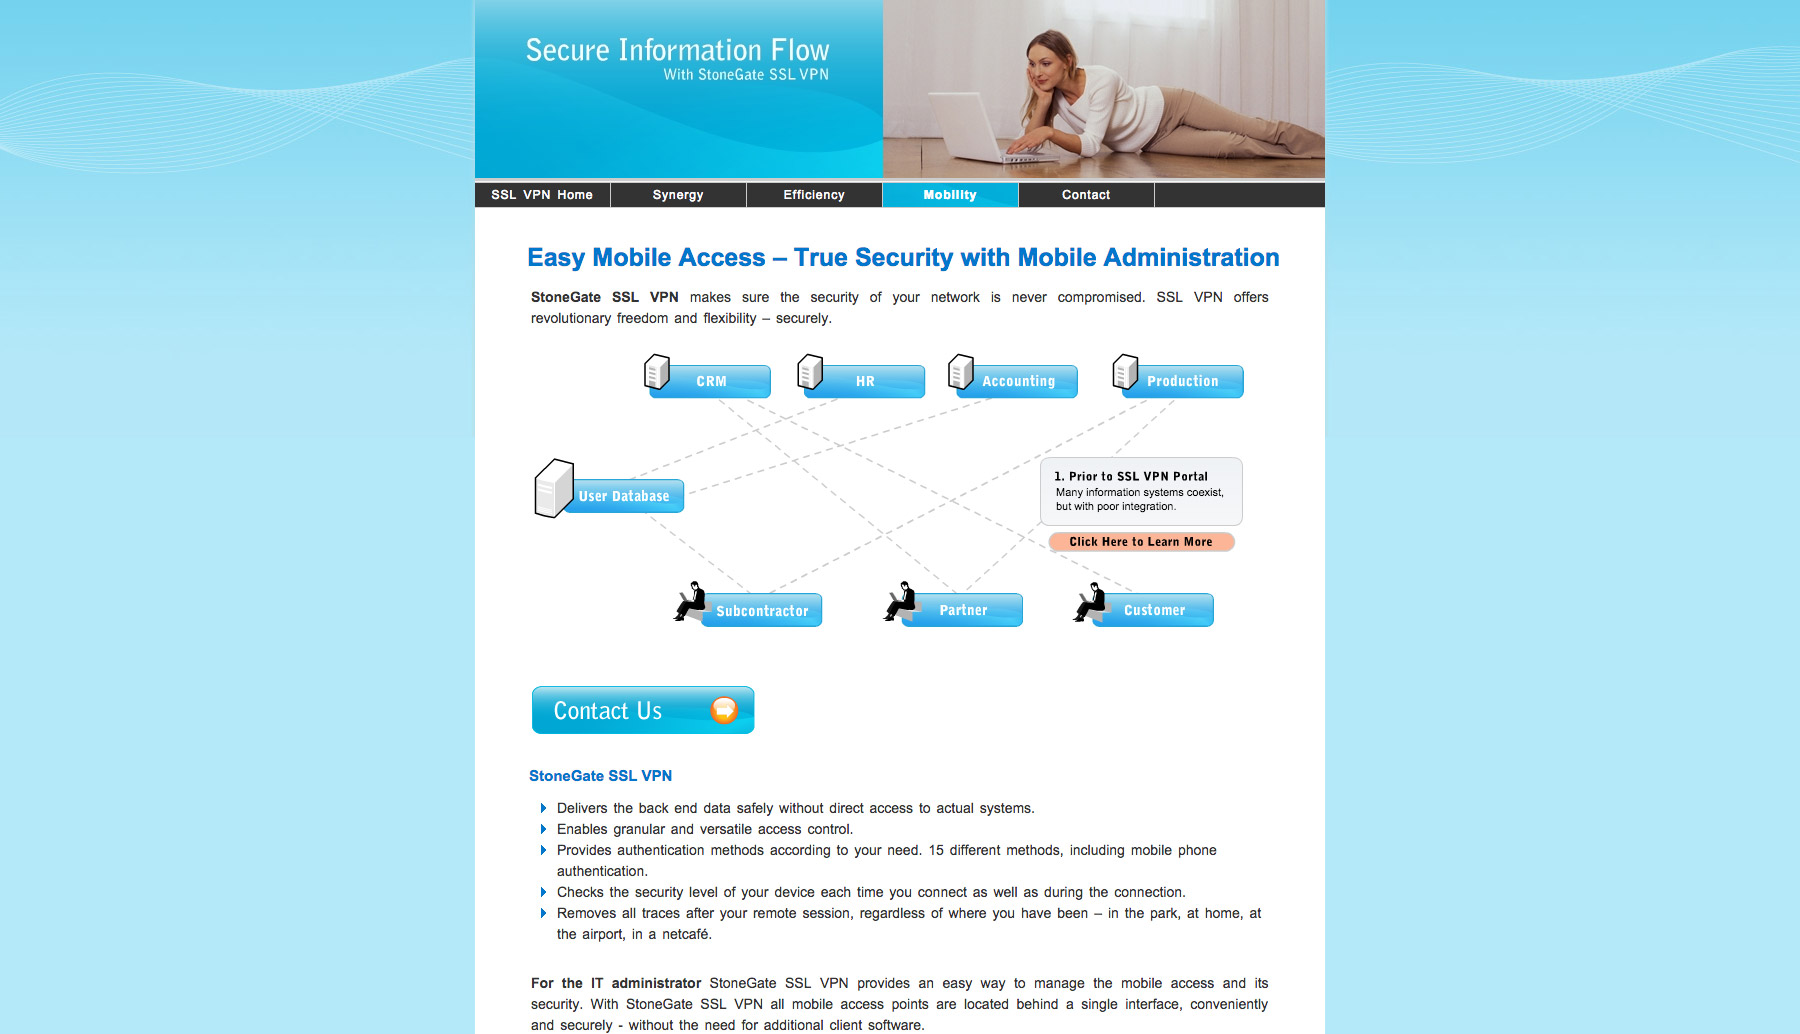 Secure Information Flow
With StoneGate SSL VPN
SSL VPN Home
Synergy
Efficiency
Mobility
Contact
Easy Mobile Access – True Security with Mobile Administration
StoneGate SSL VPN makes sure the security of your network is never compromised. SSL VPN offers
revolutionary freedom and flexibility – securely.
CRM
HR
Accounting
Production
User Database
1. Prior to SSL VPN Portal
Many information systems coexist,
but with poor integration.
Click Here to Learn More
Subcontractor
Partner
Customer
Contact Us
StoneGate SSL VPN
Delivers the back end data safely without direct access to actual systems.
Enables granular and versatile access control.
Provides authentication methods according to your need. 15 different methods, including mobile phone
authentication.
Checks the security level of your device each time you connect as well as during the connection.
Removes all traces after your remote session, regardless of where you have been – in the park, at home, at
the airport, in a netcafé.
For the IT administrator StoneGate SSL VPN provides an easy way to manage the mobile access and its
security. With StoneGate SSL VPN all mobile access points are located behind a single interface, conveniently
and securely - without the need for additional client software.